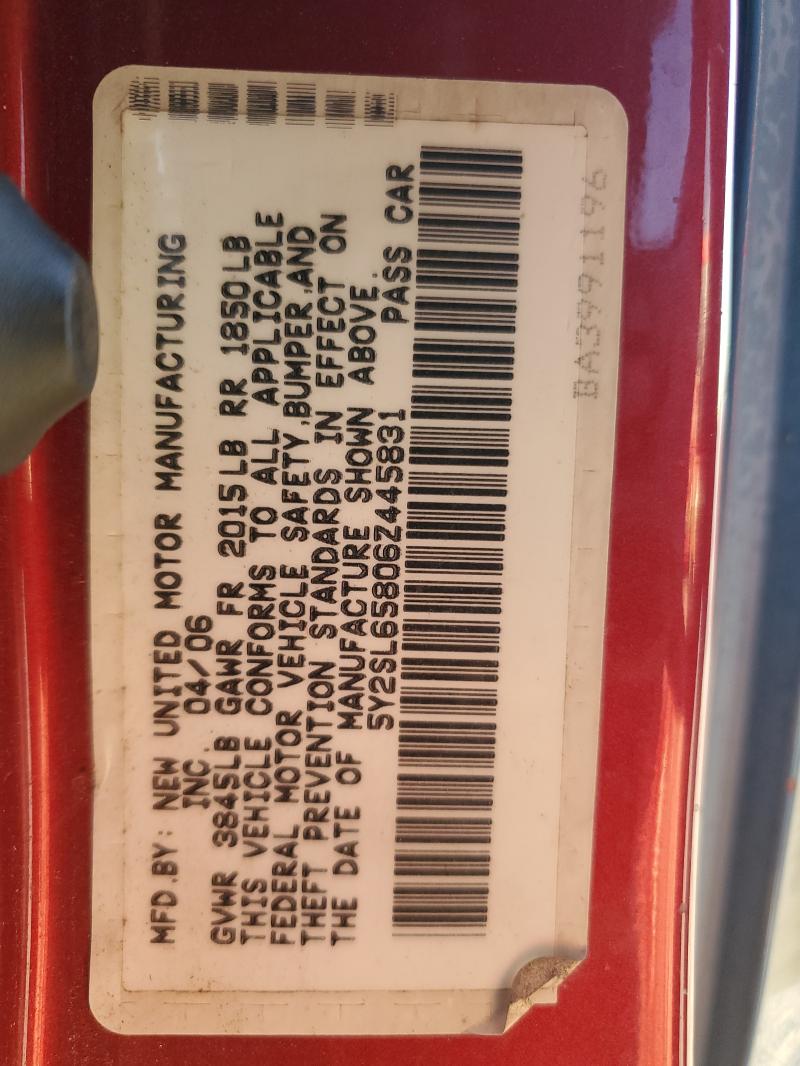 MFD.BY: NEW UNITED MOTOR MANUFACTURING
INC. 04/06
GVWR 3845LB GAWR FR 2015LB RR 1850LB
THIS VEHICLE CONFORMS TO ALL APPLICABLE
FEDERAL MOTOR VEHICLE SAFETY,BUMPER,AND
THEFT PREVENTION STANDARDS IN EFFECT ON
THE DATE OF MANUFACTURE SHOWN ABOVE.
5Y2SL65806Z445831 PASS CAR
BA3991196